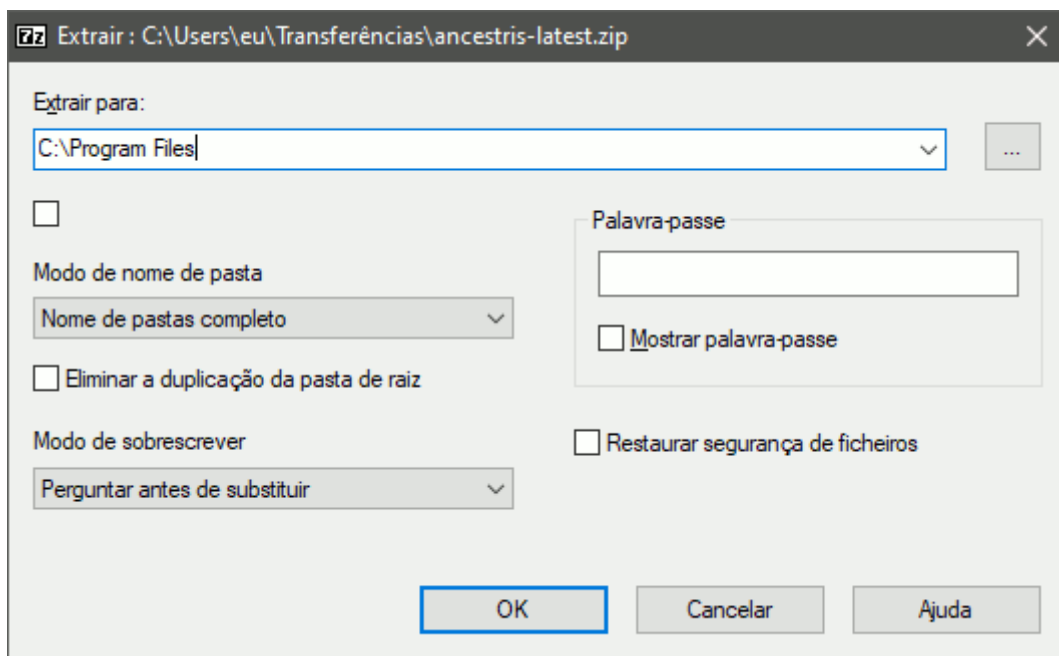 7z Extrair : C:\Users\eu\Transferências\ancestris-latest.zip
Extrair para:
C:\Program Files
...
Palavra-passe
Modo de nome de pasta
Nome de pastas completo
Mostrar palavra-passe
Eliminar a duplicação da pasta de raiz
Modo de sobrescrever
Restaurar segurança de ficheiros
Perguntar antes de substituir
OK
Cancelar
Ajuda